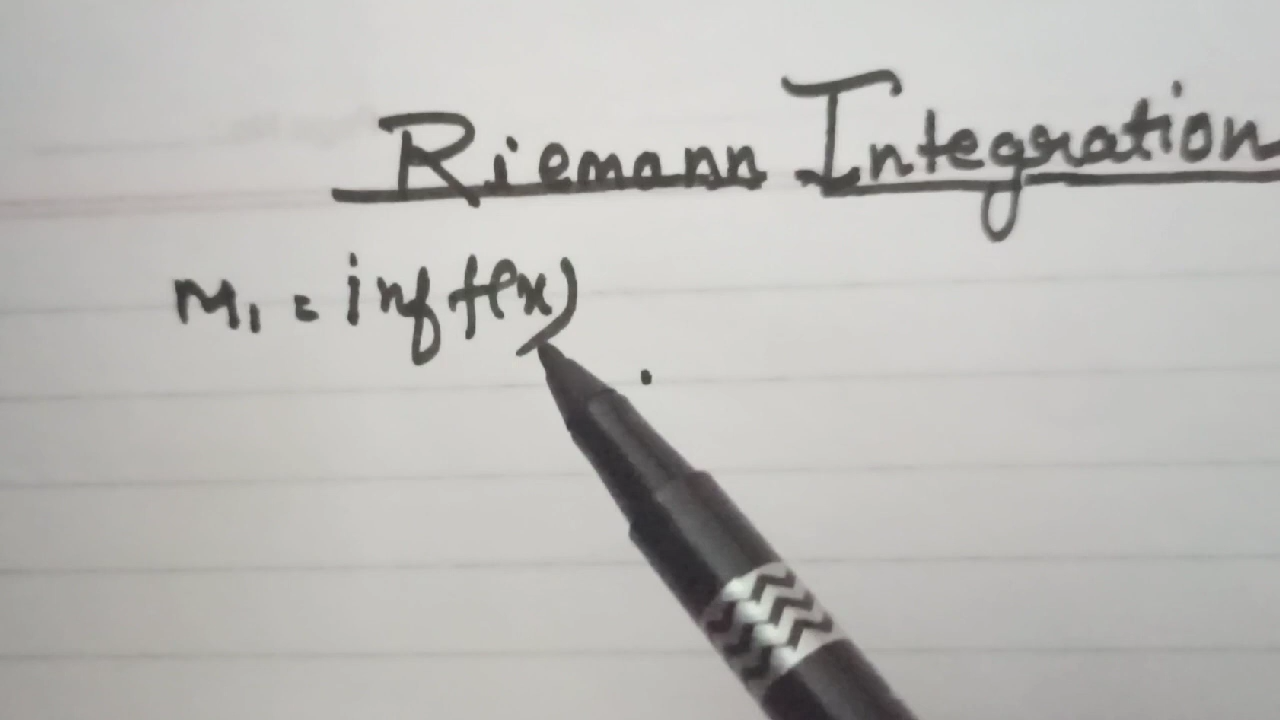 Riemann Integration
m₁ = inf f(x)